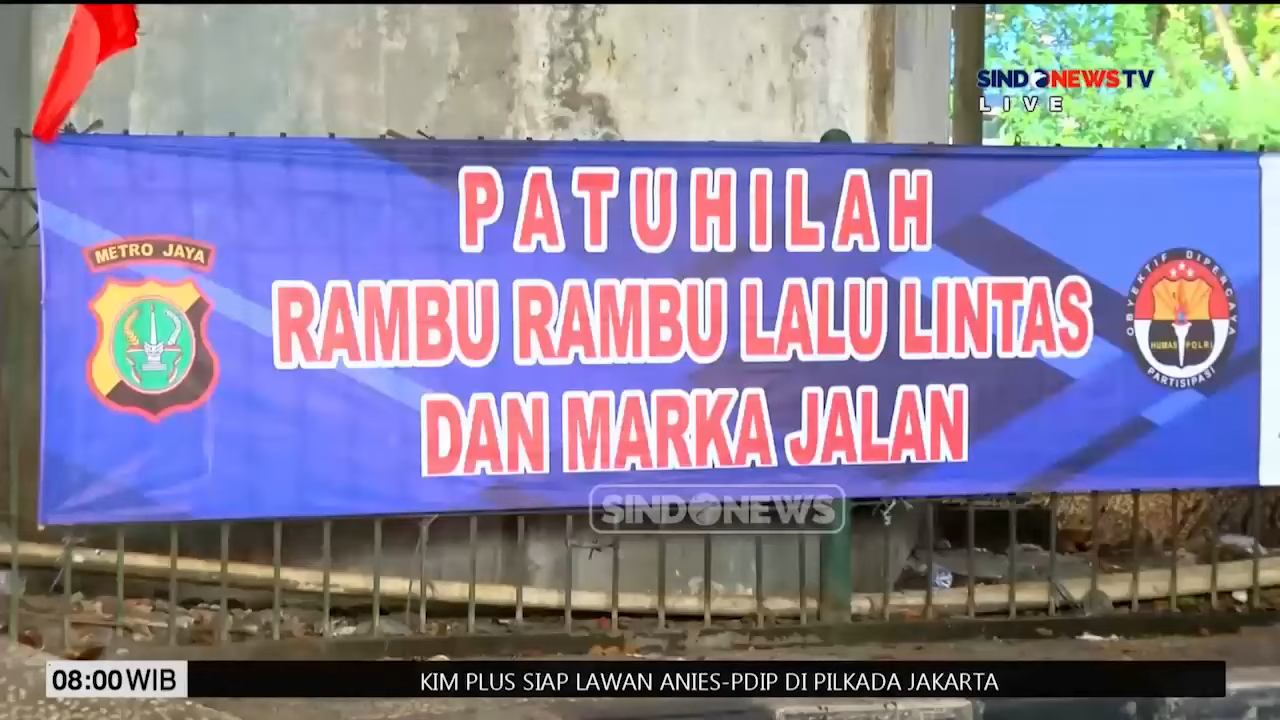 SINDONEWSTV
LIVE
PATUHILAH
RAMBU RAMBU LALU LINTAS
DAN MARKA JALAN
METRO JAYA
OBYEKTIF DIPERCAYA
HUMAS POLRI
PARTISIPASI
SINDONEWS
08:00 WIB
KIM PLUS SIAP LAWAN ANIES-PDIP DI PILKADA JAKARTA